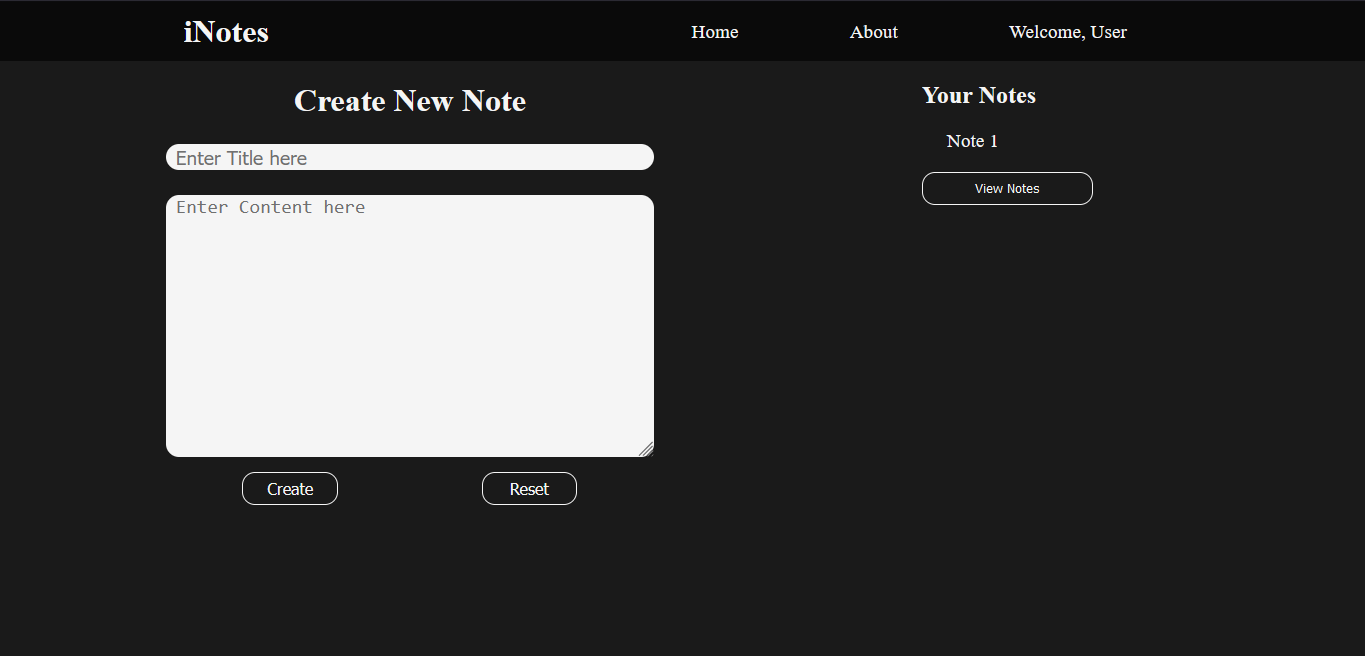 iNotes
Home About Welcome, User
Create New Note
Enter Title here
Enter Content here
Create Reset
Your Notes
Note 1
View Notes